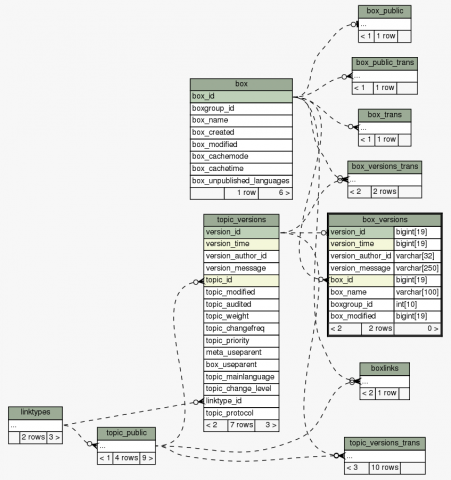 box_public
...
< 1 1 row
box_public_trans
...
< 1 1 row
box_trans
...
< 1 1 row
box_versions_trans
...
< 2 2 rows
box
box_id
boxgroup_id
box_name
box_created
box_modified
box_cachemode
box_cachetime
box_unpublished_languages
1 row 6 >
topic_versions
version_id
version_time
version_author_id
version_message
topic_id
topic_modified
topic_audited
topic_weight
topic_changefreq
topic_priority
meta_useparent
box_useparent
topic_mainlanguage
topic_change_level
linktype_id
topic_protocol
< 2 7 rows 3 >
box_versions
version_id bigint[19]
version_time bigint[19]
version_author_id varchar[32]
version_message varchar[250]
box_id bigint[19]
box_name varchar[100]
boxgroup_id int[10]
box_modified bigint[19]
< 2 2 rows 0 >
boxlinks
...
< 2 1 row
linktypes
...
2 rows 3 >
topic_public
...
< 1 4 rows 9 >
topic_versions_trans
...
< 3 10 rows